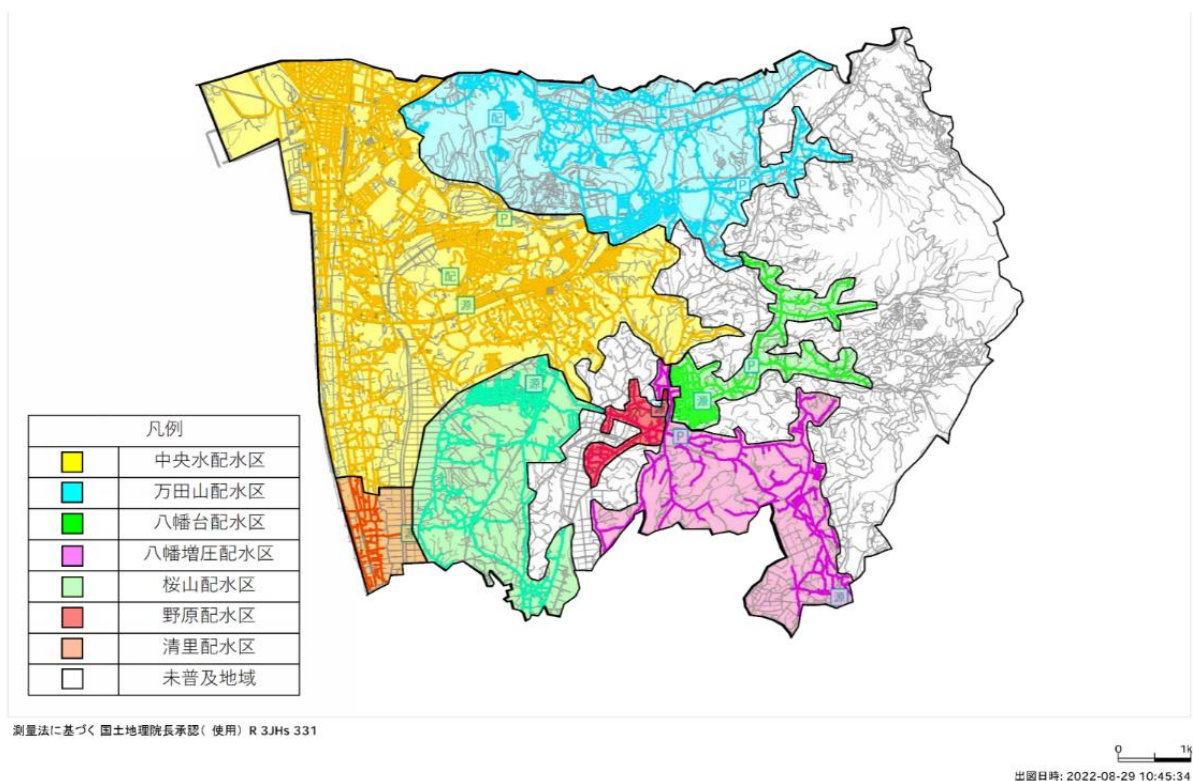 配
P
P
配
源
P
源
源
P
源
凡例
中央水配水区
万田山配水区
八幡台配水区
八幡増圧配水区
桜山配水区
野原配水区
清里配水区
未普及地域
測量法に基づく国土地理院長承認(使用) R 3JHs 331
0 1k
出図日時: 2022-08-29 10:45:34